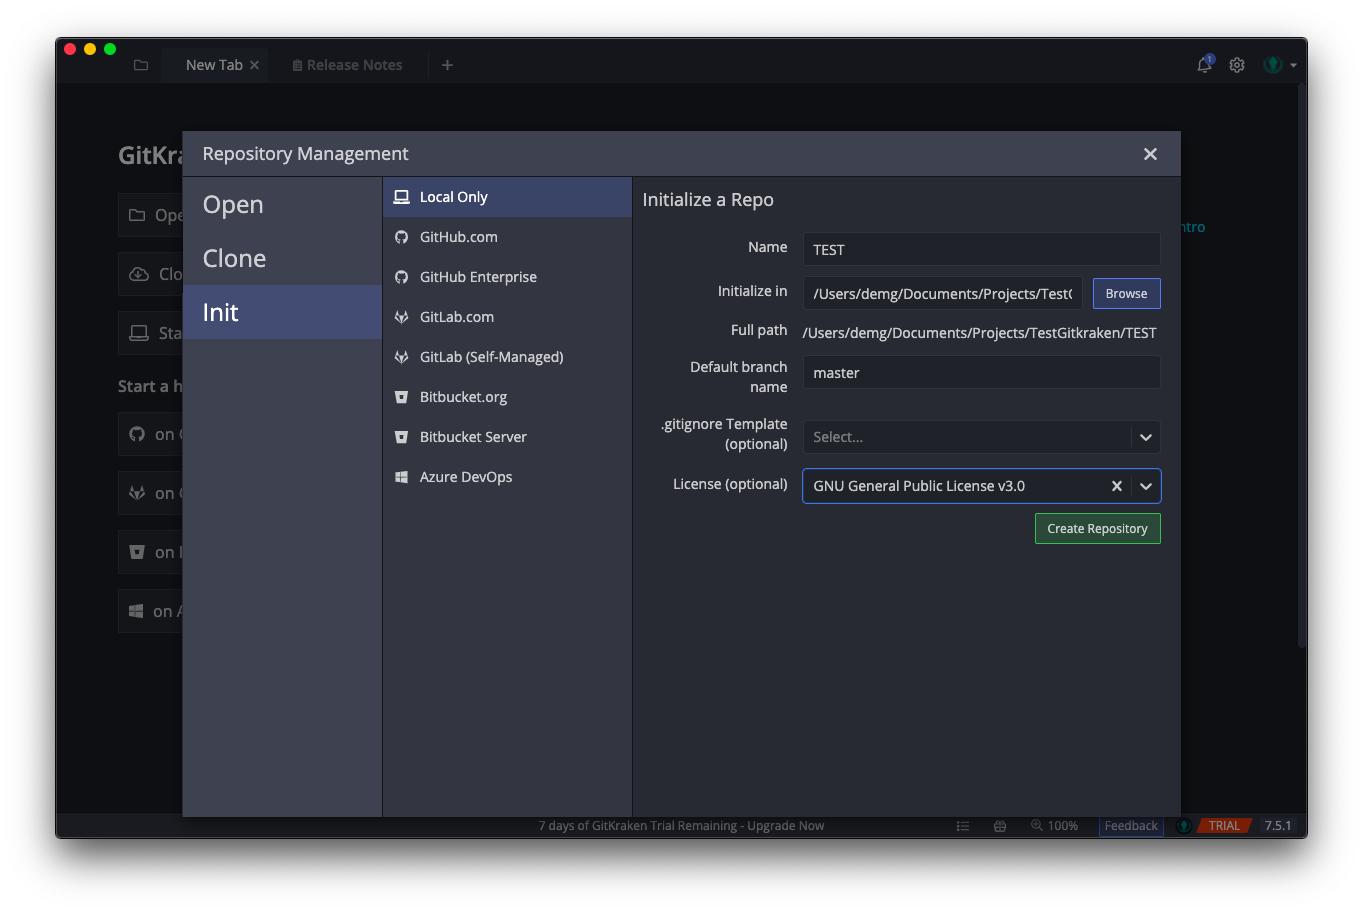 New Tab
Release Notes
1
GitKra
Repository Management
Open
Clone
Init
Local Only
GitHub.com
GitHub Enterprise
GitLab.com
GitLab (Self-Managed)
Bitbucket.org
Bitbucket Server
Azure DevOps
Initialize a Repo
Name
TEST
Initialize in
/Users/demg/Documents/Projects/Test
Browse
Full path
/Users/demg/Documents/Projects/TestGitkraken/TEST
Default branch
name
master
.gitignore Template
(optional)
Select...
License (optional)
GNU General Public License v3.0
Create Repository
Ope
Clo
Sta
Start a h
on
on
on
on A
ntro
7 days of GitKraken Trial Remaining - Upgrade Now
100%
Feedback
TRIAL
7.5.1